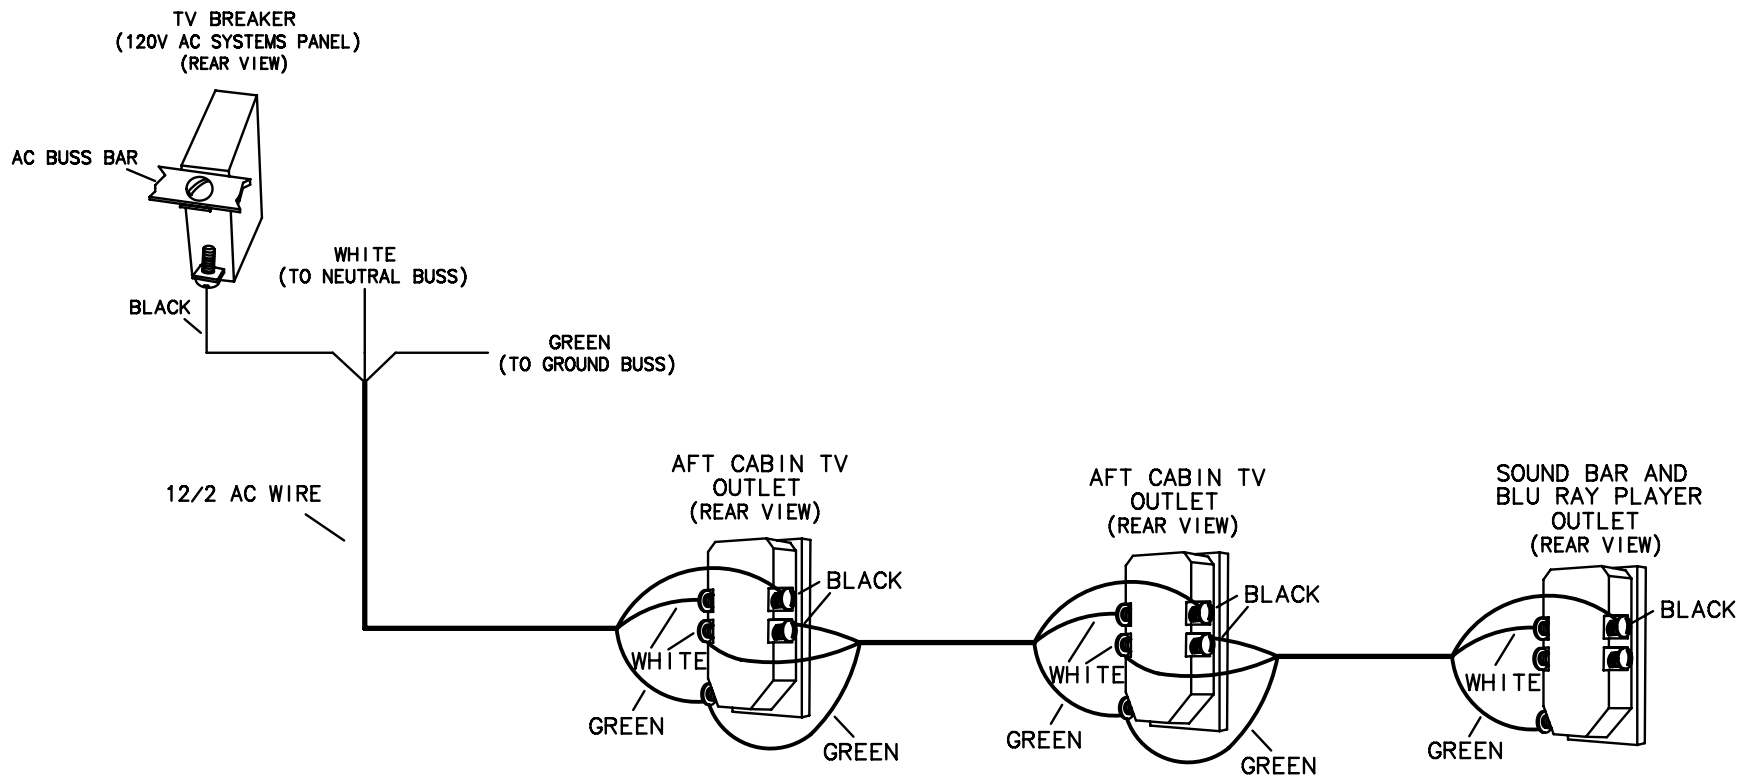 TV BREAKER
(120V AC SYSTEMS PANEL)
(REAR VIEW)
AC BUSS BAR
WHITE
(TO NEUTRAL BUSS)
BLACK
GREEN
(TO GROUND BUSS)
12/2 AC WIRE
AFT CABIN TV
OUTLET
(REAR VIEW)
BLACK
WHITE
GREEN
GREEN
AFT CABIN TV
OUTLET
(REAR VIEW)
BLACK
WHITE
GREEN
GREEN
SOUND BAR AND
BLU RAY PLAYER
OUTLET
(REAR VIEW)
BLACK
WHITE
GREEN